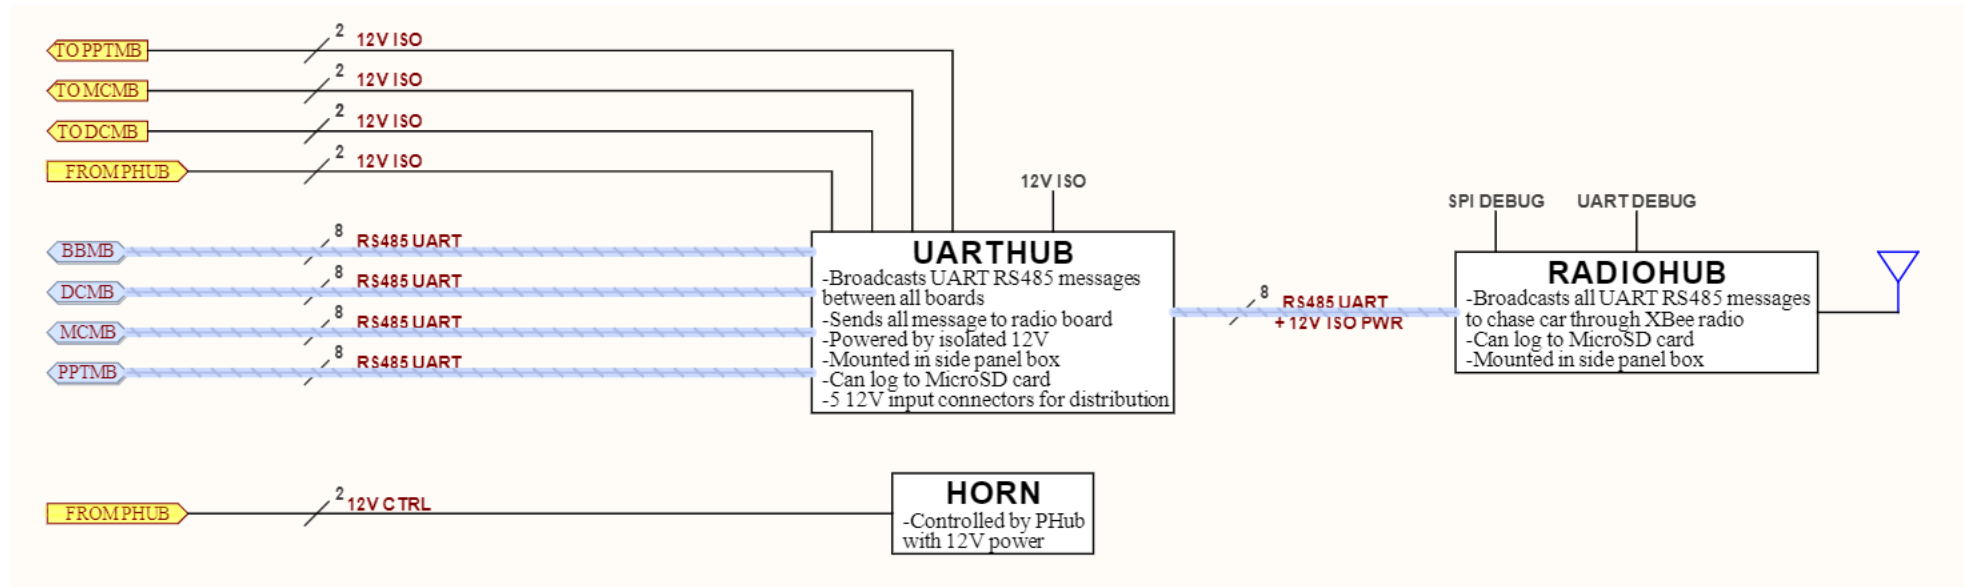 TO PPTMB
2
12V ISO
TO MCMB
2
12V ISO
TO DCMB
2
12V ISO
FROM PHUB
2
12V ISO
12V ISO
SPI DEBUG
UART DEBUG
BBMB
8
RS485 UART
DCMB
8
RS485 UART
MCMB
8
RS485 UART
PPTMB
8
RS485 UART
UARTHUB
-Broadcasts UART RS485 messages
between all boards
-Sends all message to radio board
-Powered by isolated 12V
-Mounted in side panel box
-Can log to MicroSD card
-5 12V input connectors for distribution
8
RS485 UART
+ 12V ISO PWR
RADIOHUB
-Broadcasts all UART RS485 messages
to chase car through XBee radio
-Can log to MicroSD card
-Mounted in side panel box
FROM PHUB
2
12V CTRL
HORN
-Controlled by PHub
with 12V power